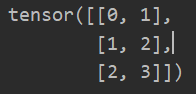 tensor([[0, 1],
        [1, 2],
        [2, 3]])